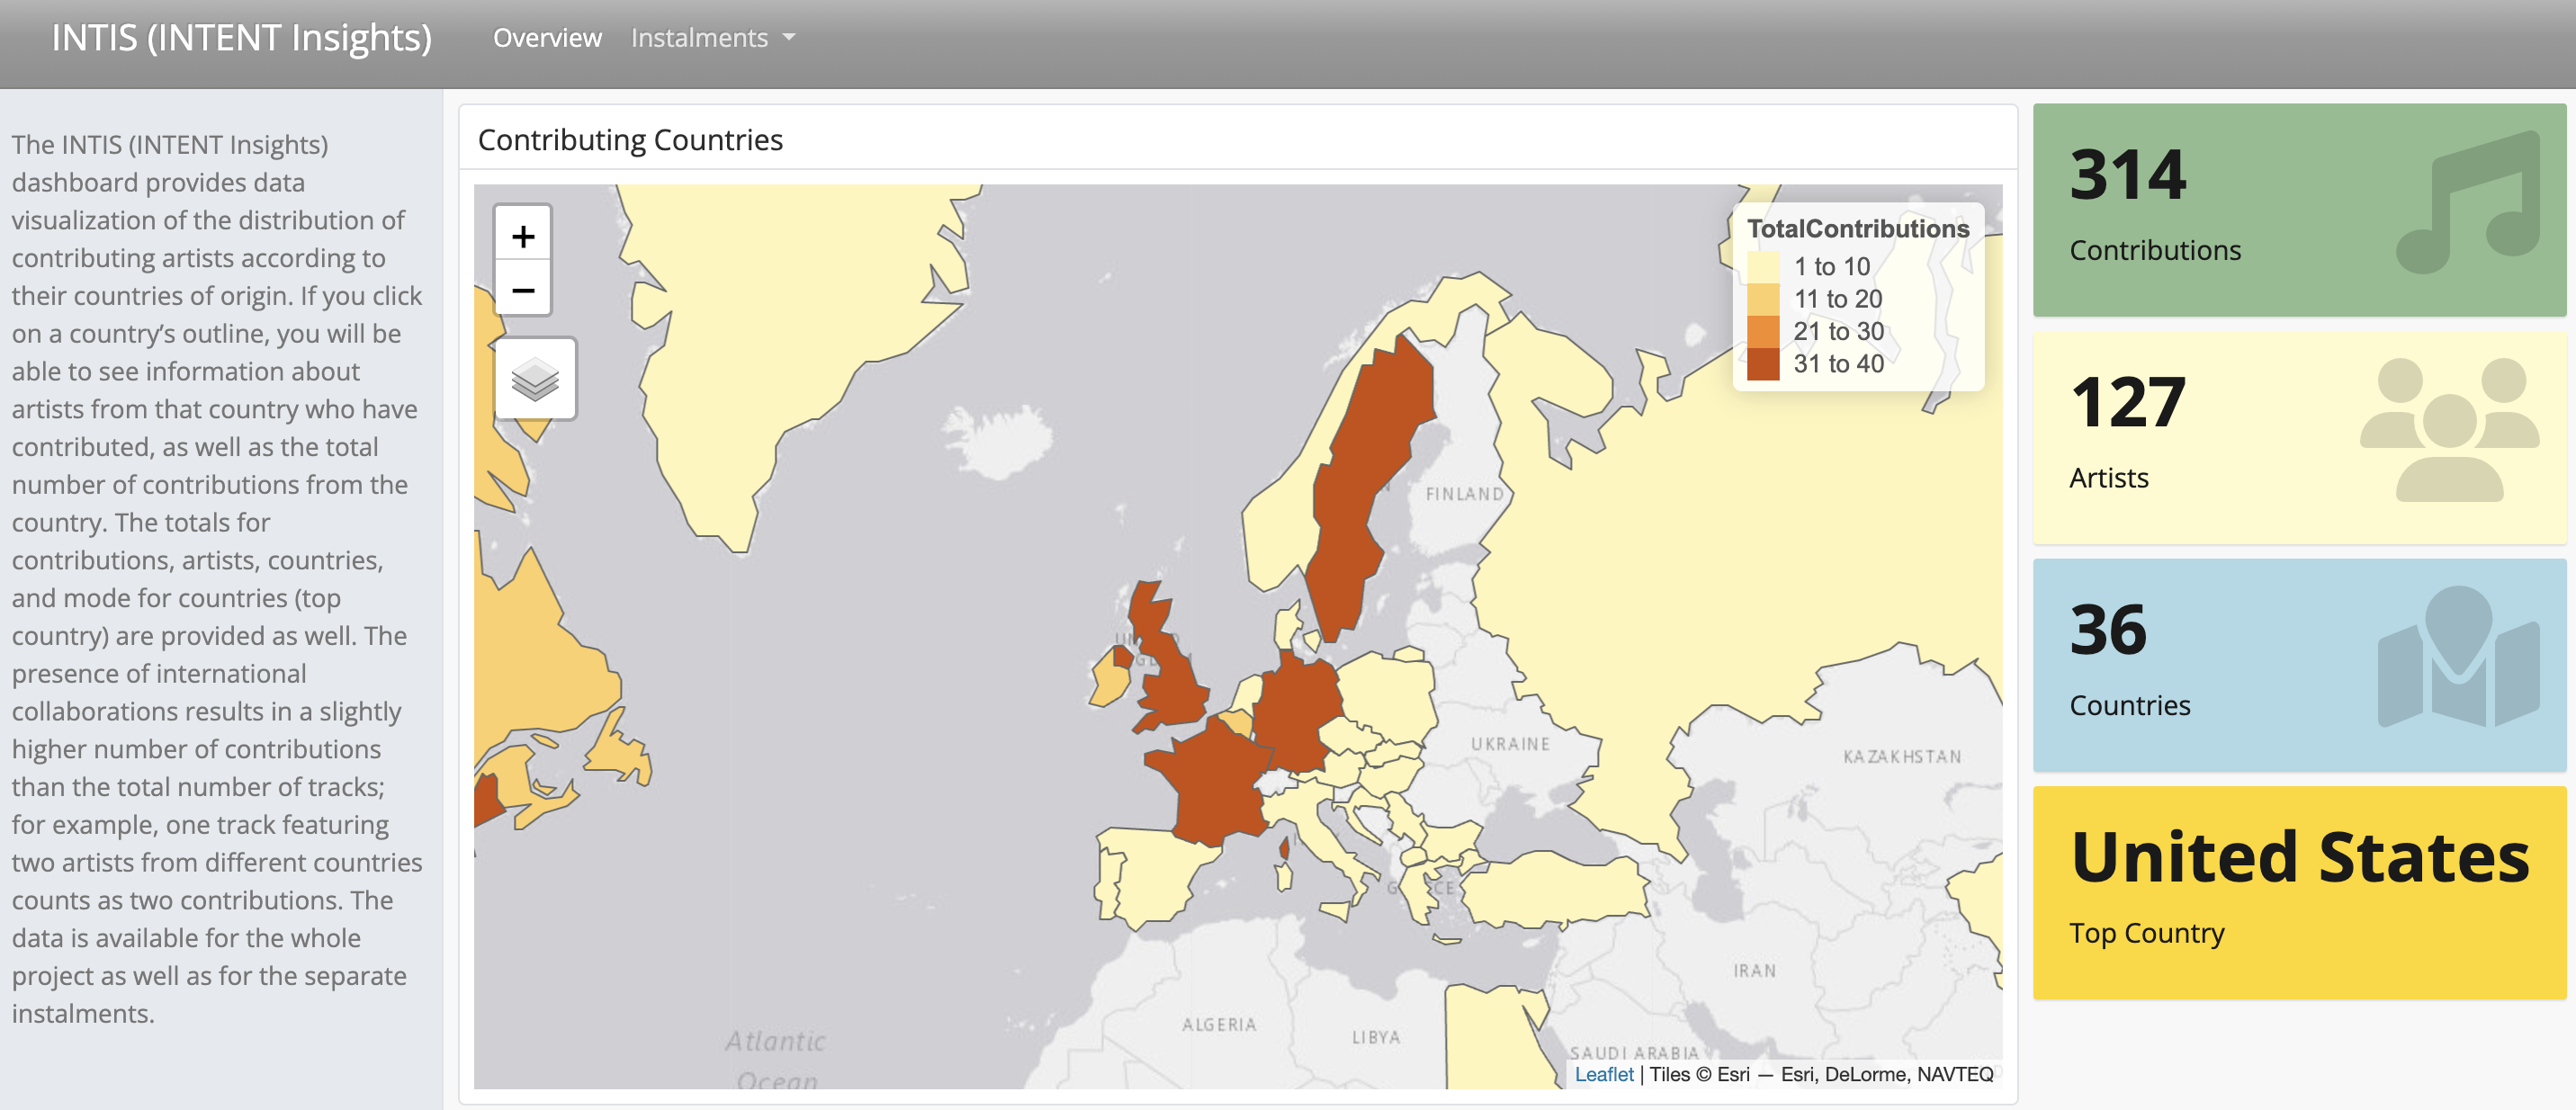 INTIS (INTENT Insights)
Overview
Instalments
The INTIS (INTENT Insights)
dashboard provides data
visualization of the distribution of
contributing artists according to
their countries of origin. If you click
on a country’s outline, you will be
able to see information about
artists from that country who have
contributed, as well as the total
number of contributions from the
country. The totals for
contributions, artists, countries,
and mode for countries (top
country) are provided as well. The
presence of international
collaborations results in a slightly
higher number of contributions
than the total number of tracks;
for example, one track featuring
two artists from different countries
counts as two contributions. The
data is available for the whole
project as well as for the separate
instalments.
Contributing Countries
+
−
TotalContributions
1 to 10
11 to 20
21 to 30
31 to 40
FINLAND
UKRAINE
KAZAKHSTAN
IRAN
ALGERIA
LIBYA
SAUDI ARABIA
Atlantic
Ocean
Leaflet | Tiles © Esri — Esri, DeLorme, NAVTEQ
314
Contributions
127
Artists
36
Countries
United States
Top Country